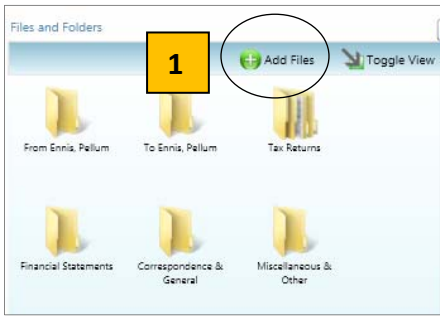 Files and Folders
1
Add Files
Toggle View
From Ennis, Pellum
To Ennis, Pellum
Tax Returns
Financial Statements
Correspondence &
General
Miscellaneous &
Other